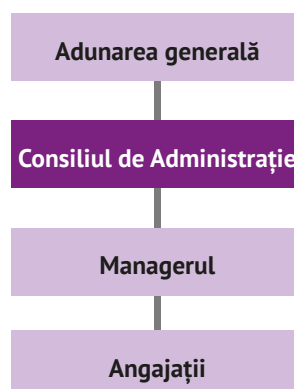 Adunarea generală
Consiliul de Administrație
Managerul
Angajații